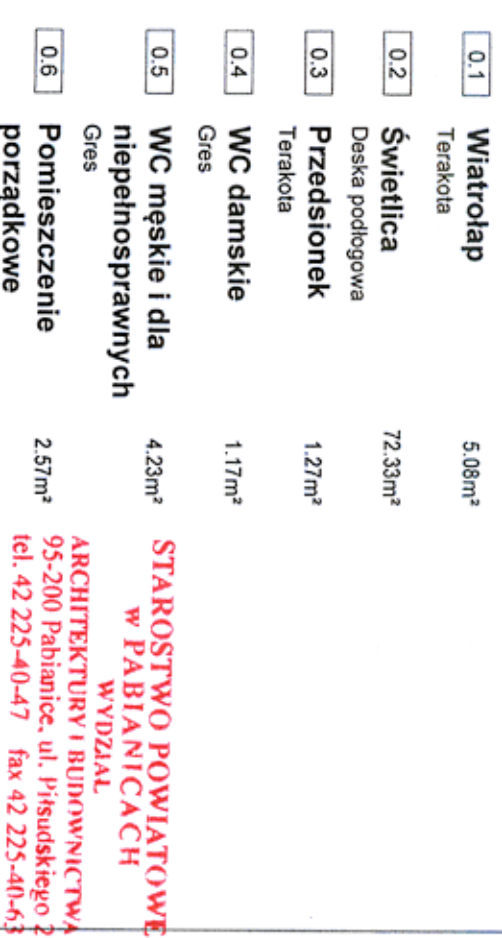 0.1 Wiatrołap 5.08m²
Terakota
0.2 Świetlica 72.33m²
Deska podłogowa
0.3 Przedsionek 1.27m²
Terakota
0.4 WC damskie 1.17m²
Gres
0.5 WC męskie i dla 4.23m²
niepełnosprawnych
Gres
0.6 Pomieszczenie 2.57m²
porządkowe
STAROSTWO POWIATOWE
w PABIANICACH
WYDZIAŁ
ARCHITEKTURY I BUDOWNICTWA
95-200 Pabianice, ul. Piłsudskiego 2
tel. 42 225-40-47 fax 42 225-40-63